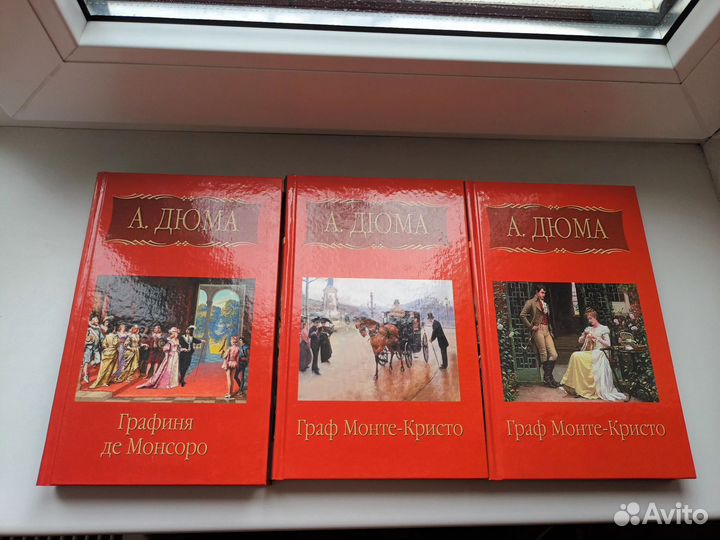 А. ДЮМА
Графиня
де Монсоро
А. ДЮМА
Граф Монте-Кристо
А. ДЮМА
Граф Монте-Кристо
Avito